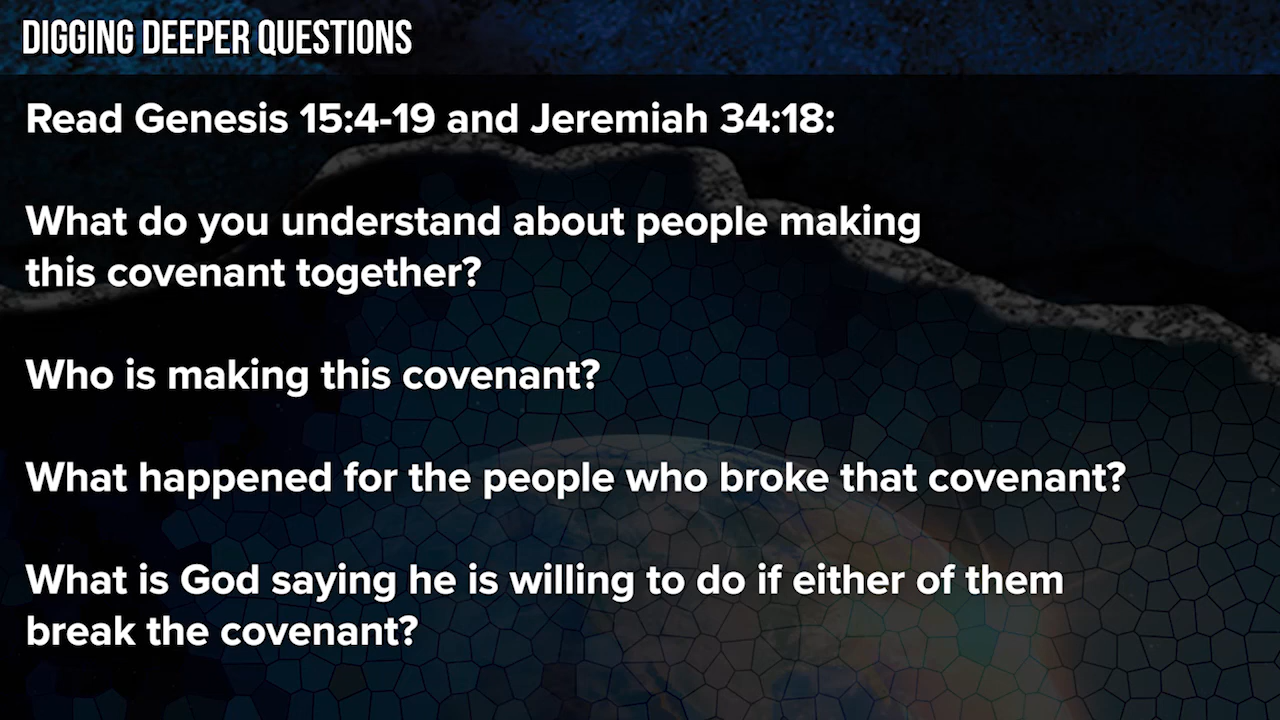 DIGGING DEEPER QUESTIONS
Read Genesis 15:4-19 and Jeremiah 34:18:
What do you understand about people making
this covenant together?
Who is making this covenant?
What happened for the people who broke that covenant?
What is God saying he is willing to do if either of them
break the covenant?